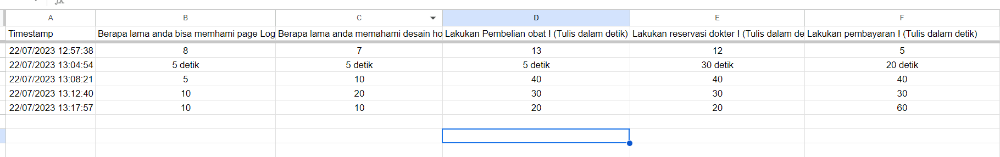 fx
A B C D E F
Timestamp Berapa lama anda bisa memhami page Log Berapa lama anda memahami desain ho Lakukan Pembelian obat ! (Tulis dalam detik) Lakukan reservasi dokter ! (Tulis dalam de Lakukan pembayaran ! (Tulis dalam detik)
22/07/2023 12:57:38 8 7 13 12 5
22/07/2023 13:04:54 5 detik 5 detik 5 detik 30 detik 20 detik
22/07/2023 13:08:21 5 10 40 40 40
22/07/2023 13:12:40 10 20 30 30 30
22/07/2023 13:17:57 10 10 20 20 60